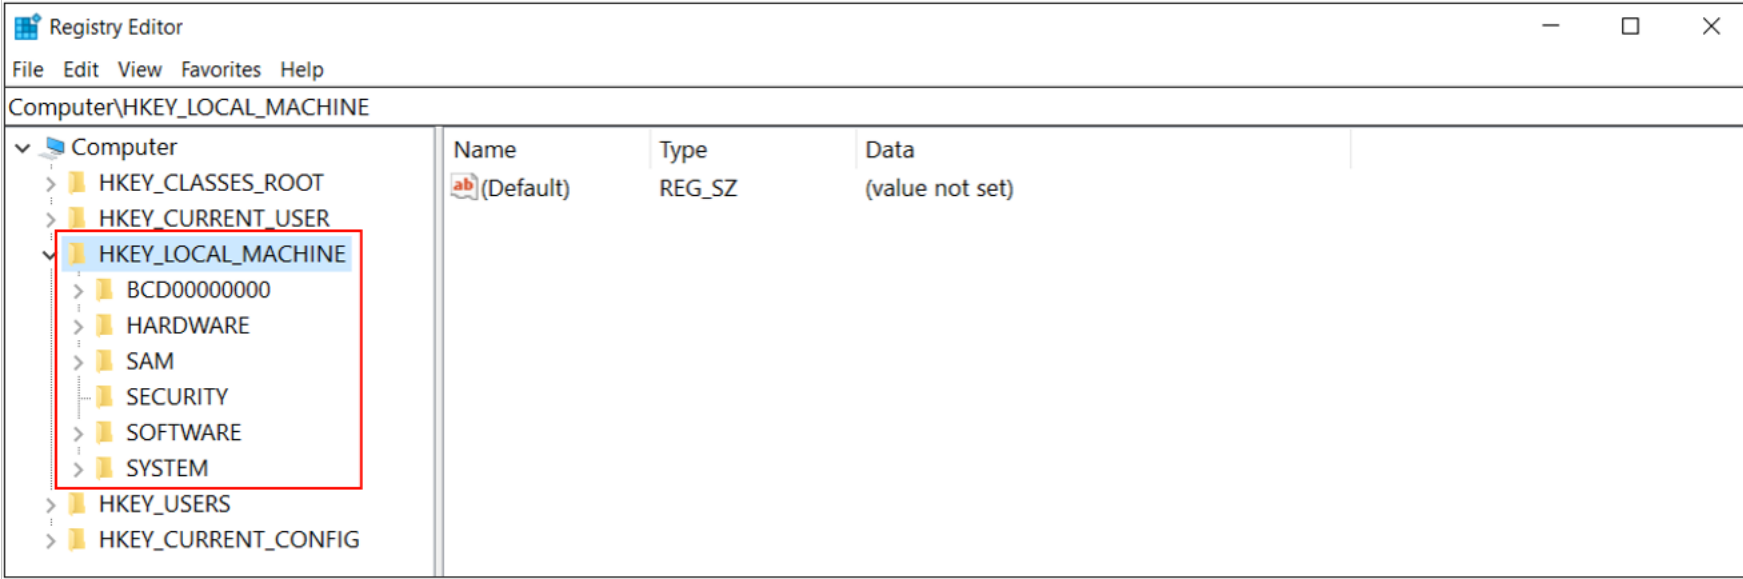 Registry Editor
File Edit View Favorites Help
Computer\HKEY_LOCAL_MACHINE
Computer
HKEY_CLASSES_ROOT
HKEY_CURRENT_USER
HKEY_LOCAL_MACHINE
BCD00000000
HARDWARE
SAM
SECURITY
SOFTWARE
SYSTEM
HKEY_USERS
HKEY_CURRENT_CONFIG
Name Type Data
ab (Default) REG_SZ (value not set)